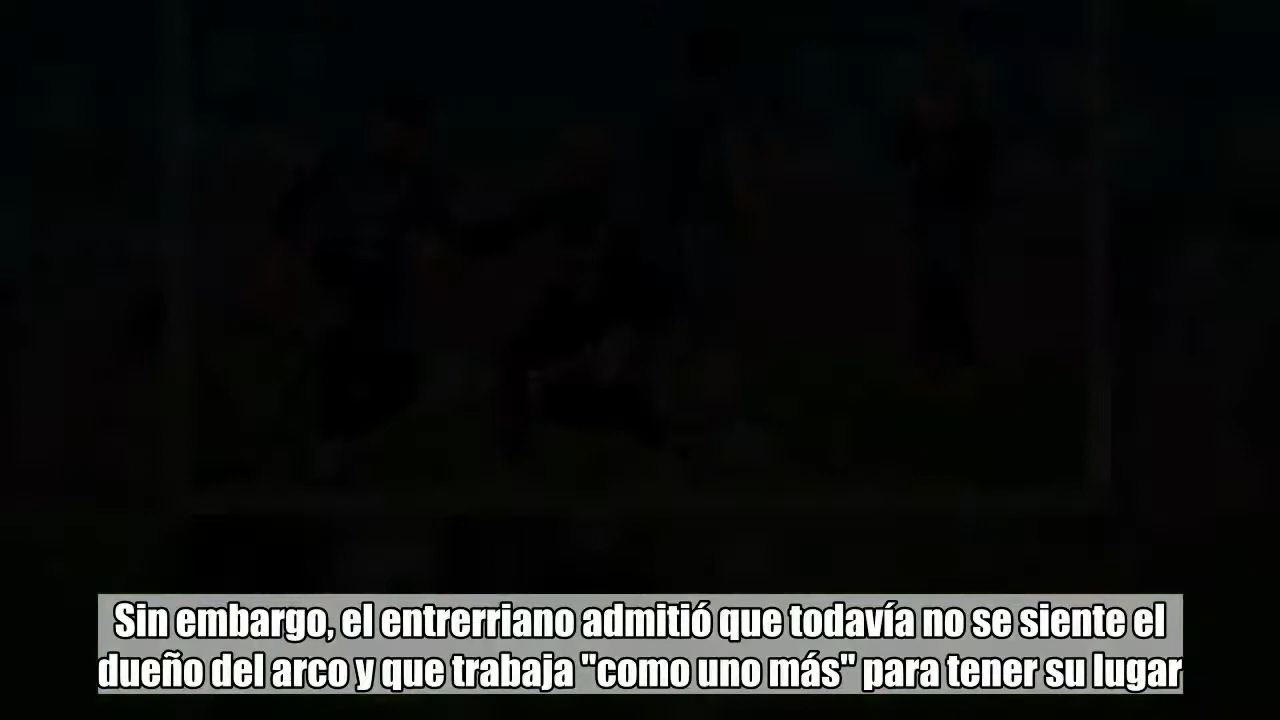 Sin embargo, el entrerriano admitió que todavía no se siente el
dueño del arco y que trabaja "como uno más" para tener su lugar